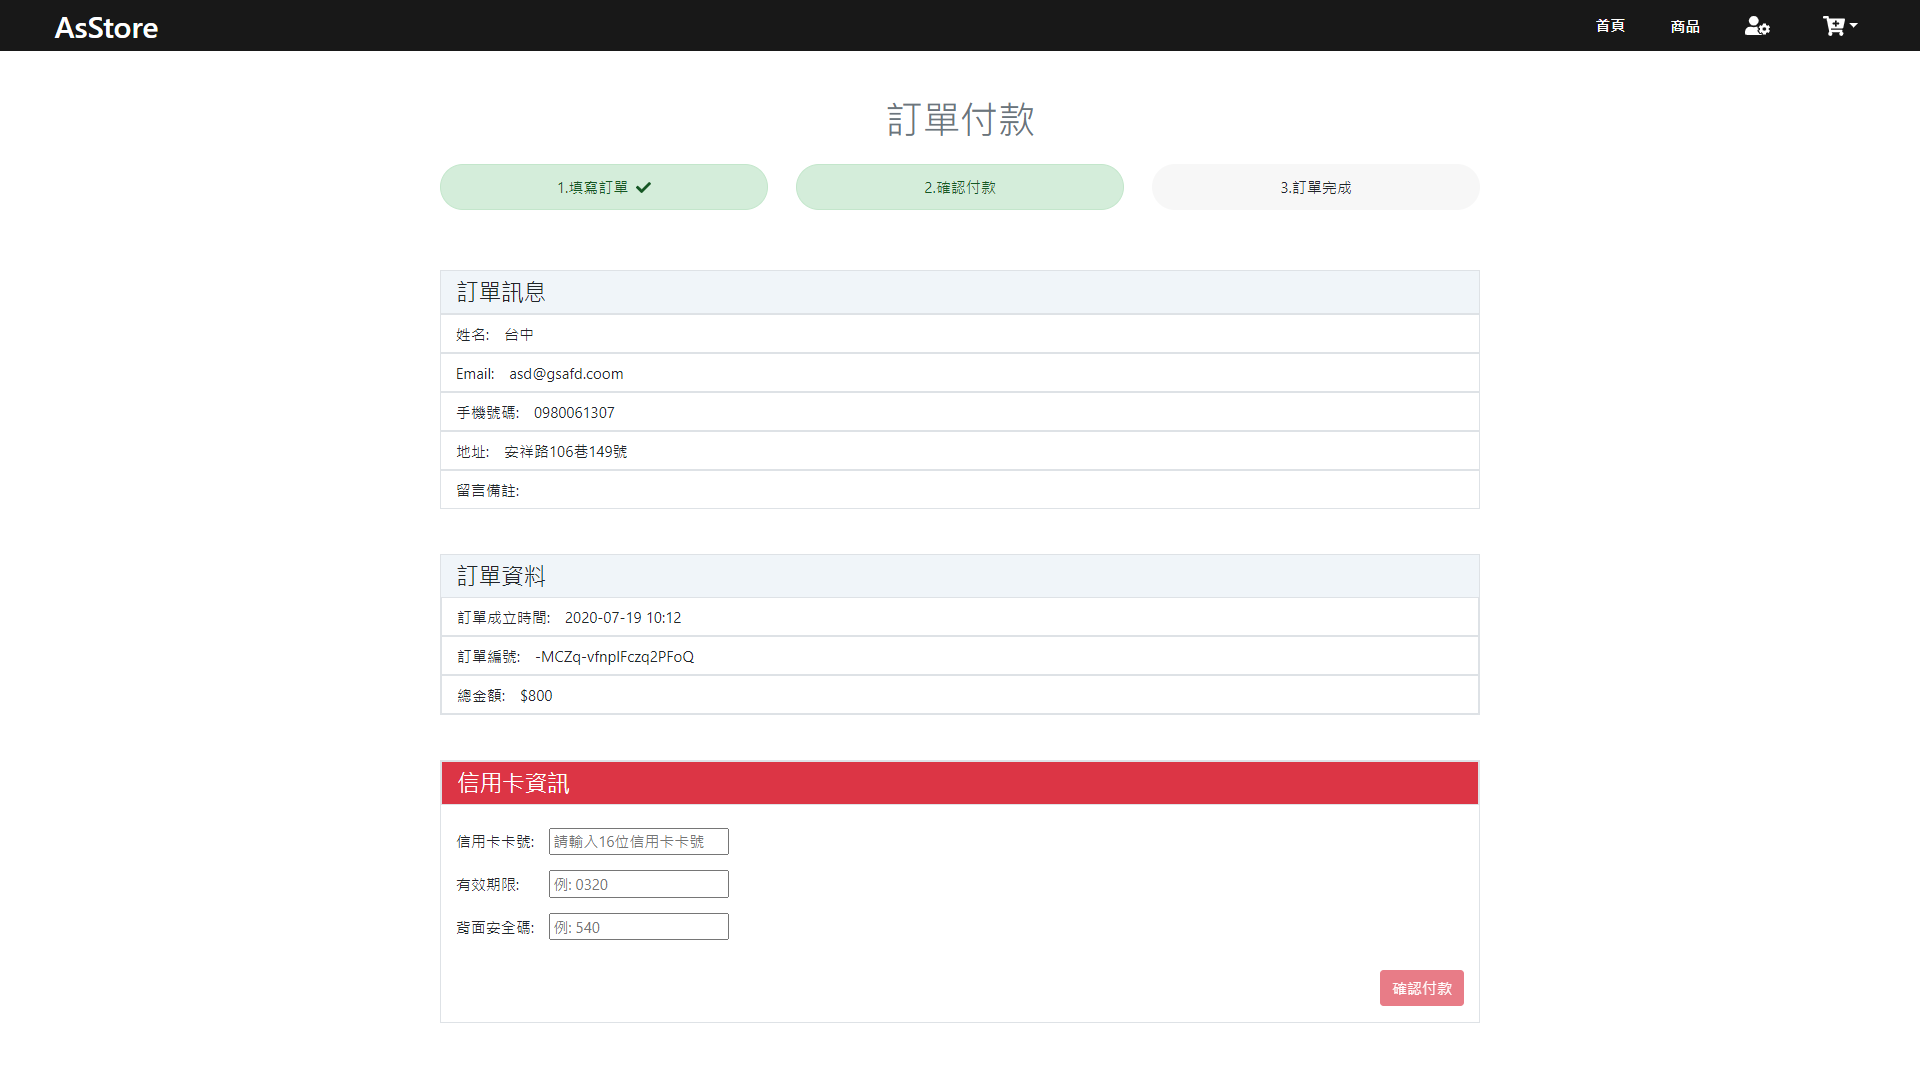 AsStore
首頁
商品
訂單付款
1.填寫訂單
2.確認付款
3.訂單完成
訂單訊息
姓名: 台中
Email: asd@gsafd.coom
手機號碼: 0980061307
地址: 安祥路106巷149號
留言備註:
訂單資料
訂單成立時間: 2020-07-19 10:12
訂單編號: -MCZq-vfnplFczq2PFoQ
總金額: $800
信用卡資訊
信用卡卡號: 請輸入16位信用卡卡號
有效期限: 例: 0320
背面安全碼: 例: 540
確認付款